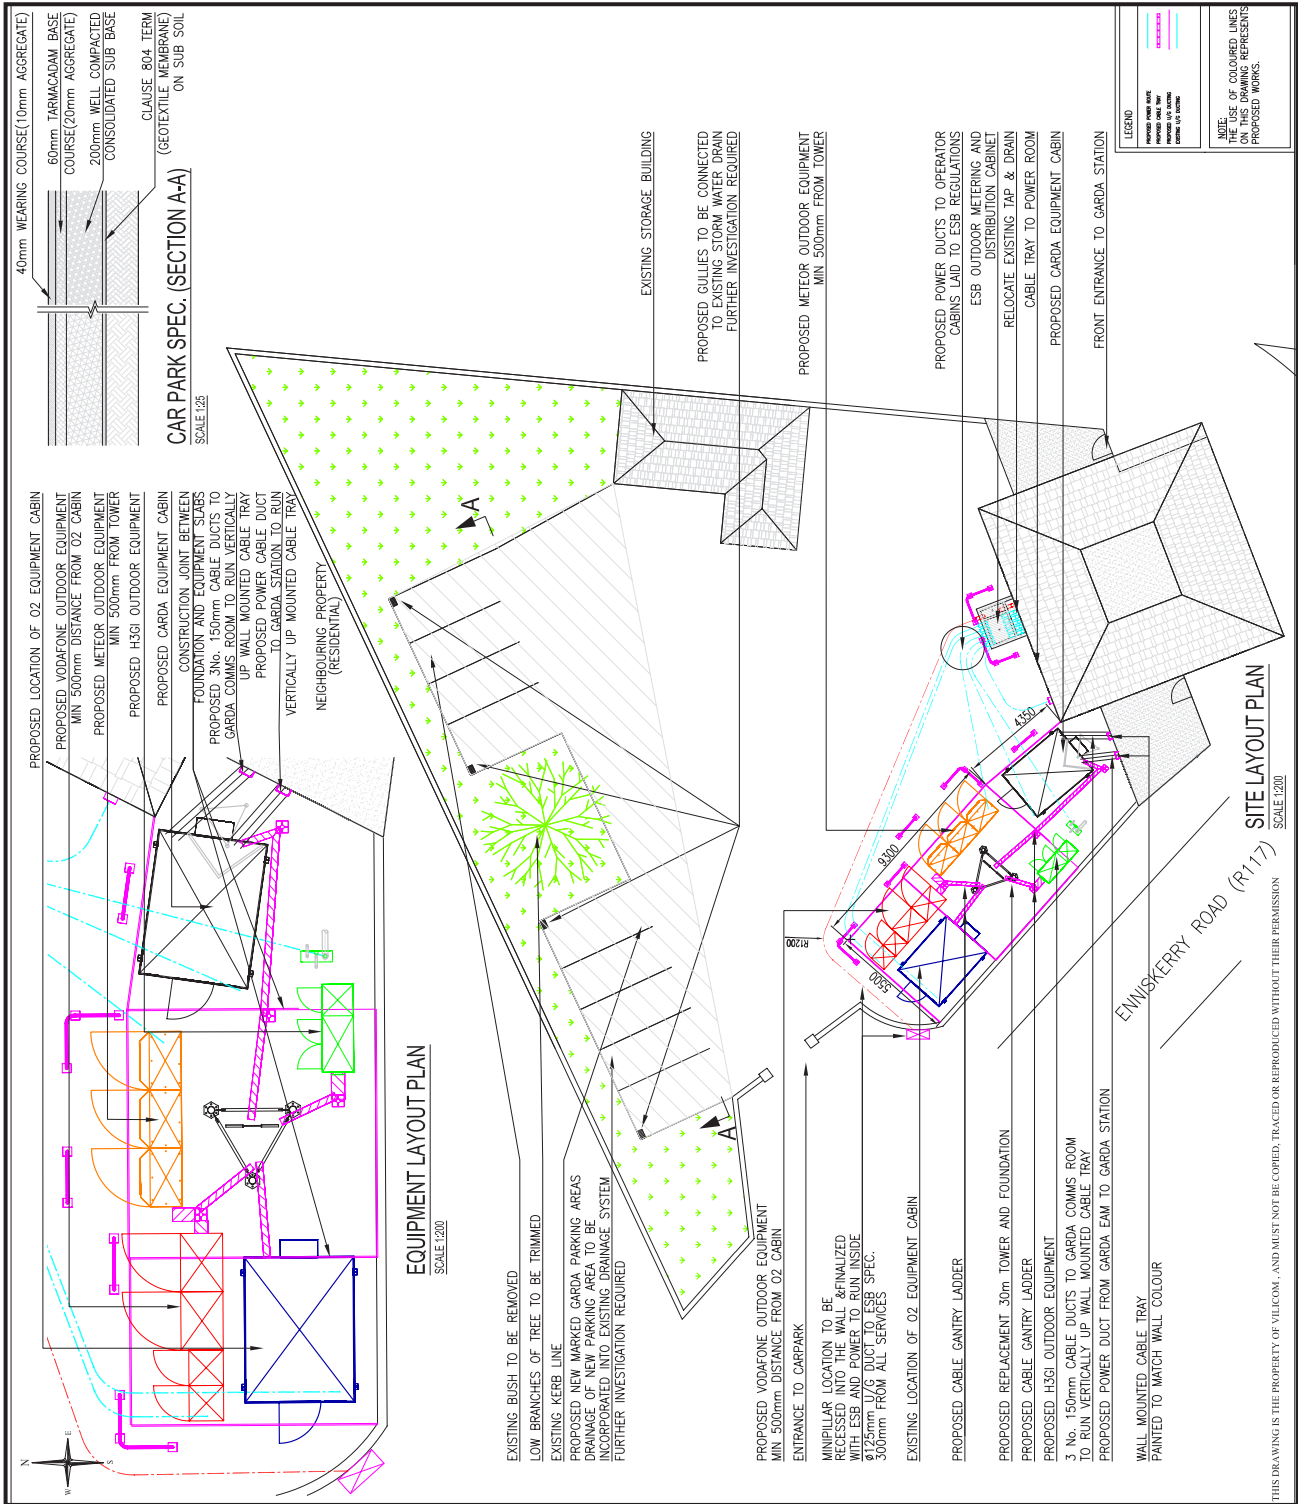 40mm WEARING COURSE(10mm AGGREGATE)
60mm TARMACADAM BASE
COURSE(20mm AGGREGATE)
200mm WELL COMPACTED
CONSOLIDATED SUB BASE
CLAUSE 804 TERM
(GEOTEXTILE MEMBRANE)
ON SUB SOIL
CAR PARK SPEC. (SECTION A-A)
SCALE 1:25
PROPOSED LOCATION OF O2 EQUIPMENT CABIN
PROPOSED VODAFONE OUTDOOR EQUIPMENT
MIN 500mm DISTANCE FROM O2 CABIN
PROPOSED METEOR OUTDOOR EQUIPMENT
MIN 500mm FROM TOWER
PROPOSED H3GI OUTDOOR EQUIPMENT
PROPOSED CARDA EQUIPMENT CABIN
CONSTRUCTION JOINT BETWEEN
FOUNDATION AND EQUIPMENT SLABS
PROPOSED 3No. 150mm CABLE DUCTS TO
GARDA COMMS ROOM TO RUN VERTICALLY
UP WALL MOUNTED CABLE TRAY
PROPOSED POWER CABLE DUCT
TO GARDA STATION TO RUN
VERTICALLY UP MOUNTED CABLE TRAY
NEIGHBOURING PROPERTY
(RESIDENTIAL)
N
E
S
W
EQUIPMENT LAYOUT PLAN
SCALE 1:200
EXISTING STORAGE BUILDING
PROPOSED GULLIES TO BE CONNECTED
TO EXISTING STORM WATER DRAIN
FURTHER INVESTIGATION REQUIRED
PROPOSED METEOR OUTDOOR EQUIPMENT
MIN 500mm FROM TOWER
PROPOSED POWER DUCTS TO OPERATOR
CABINS LAID TO ESB REGULATIONS
ESB OUTDOOR METERING AND
DISTRIBUTION CABINET
RELOCATE EXISTING TAP & DRAIN
CABLE TRAY TO POWER ROOM
PROPOSED CARDA EQUIPMENT CABIN
FRONT ENTRANCE TO GARDA STATION
A
A
9300
4350
5500
R1200
EXISTING BUSH TO BE REMOVED
LOW BRANCHES OF TREE TO BE TRIMMED
EXISTING KERB LINE
PROPOSED NEW MARKED GARDA PARKING AREAS
DRAINAGE OF NEW PARKING AREA TO BE
INCORPORATED INTO EXISTING DRAINAGE SYSTEM
FURTHER INVESTIGATION REQUIRED
PROPOSED VODAFONE OUTDOOR EQUIPMENT
MIN 500mm DISTANCE FROM O2 CABIN
ENTRANCE TO CARPARK
MINIPILLAR LOCATION TO BE
RECESSED INTO THE WALL &FINALIZED
WITH ESB AND POWER TO RUN INSIDE
ø125mm U/G DUCT TO ESB SPEC.
300mm FROM ALL SERVICES
EXISTING LOCATION OF O2 EQUIPMENT CABIN
PROPOSED CABLE GANTRY LADDER
PROPOSED REPLACEMENT 30m TOWER AND FOUNDATION
PROPOSED CABLE GANTRY LADDER
PROPOSED H3GI OUTDOOR EQUIPMENT
3 No. 150mm CABLE DUCTS TO GARDA COMMS ROOM
TO RUN VERTICALLY UP WALL MOUNTED CABLE TRAY
PROPOSED POWER DUCT FROM GARDA EAM TO GARDA STATION
WALL MOUNTED CABLE TRAY
PAINTED TO MATCH WALL COLOUR
ENNISKERRY ROAD (R117)
SITE LAYOUT PLAN
SCALE 1:200
LEGEND
PROPOSED POWER ROUTE
PROPOSED CABLE TRAY
PROPOSED U/G DUCTING
EXISTING U/G DUCTING
NOTE:
THE USE OF COLOURED LINES
ON THIS DRAWING REPRESENTS
PROPOSED WORKS.
THIS DRAWING IS THE PROPERTY OF VILICOM , AND MUST NOT BE COPIED, TRACED OR REPRODUCED WITHOUT THEIR PERMISSION